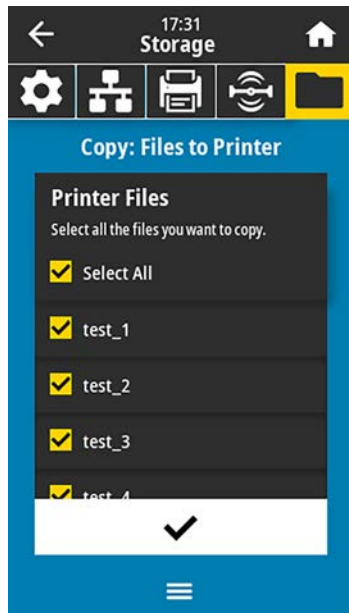 17:31
Storage
Copy: Files to Printer
Printer Files
Select all the files you want to copy.
Select All
test_1
test_2
test_3
test_4